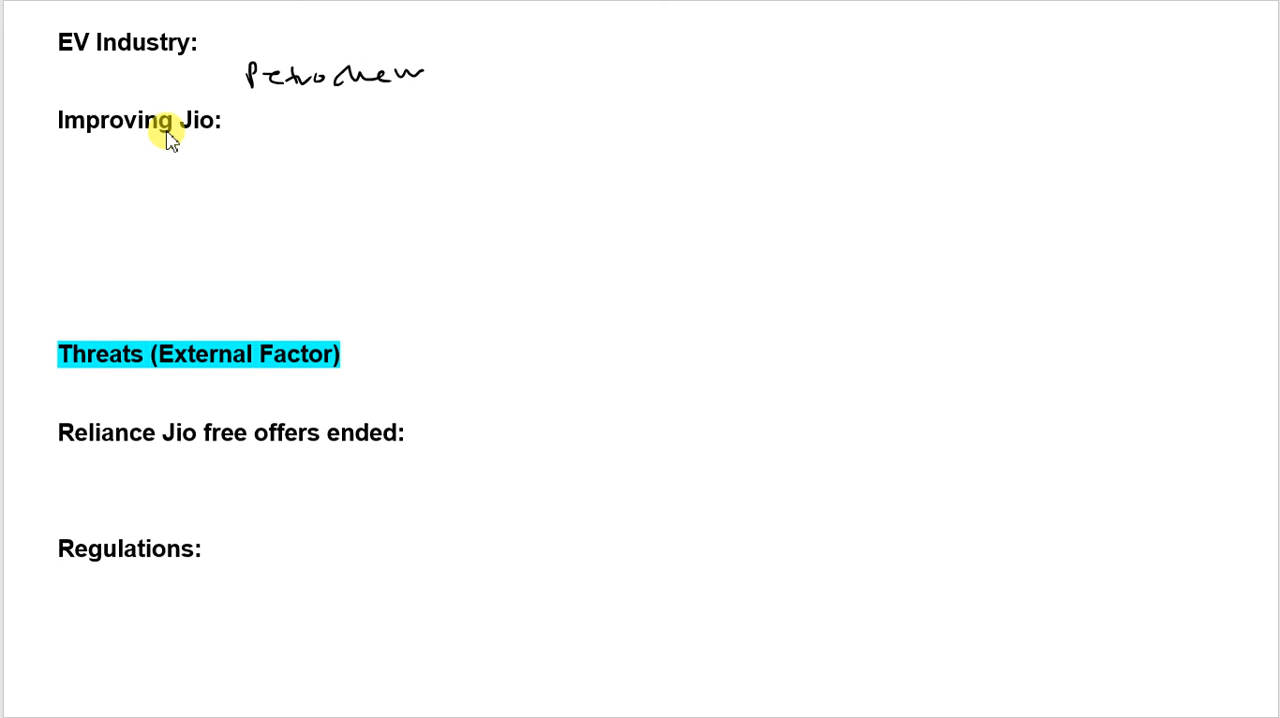 EV Industry:
Petrochem
Improving Jio:
Threats (External Factor)
Reliance Jio free offers ended:
Regulations: